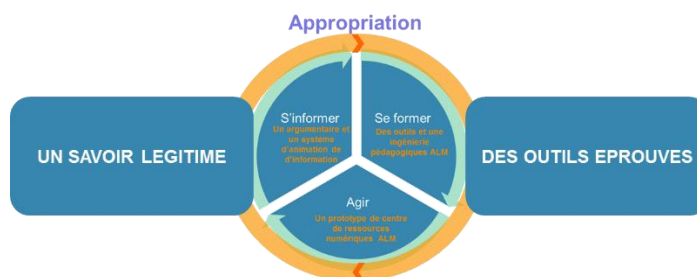 Appropriation
UN SAVOIR LEGITIME
S'informer
Un argumentaire et
un système
d'animation de
d'information
Se former
Des outils et une
ingénierie
pédagogiques ALM
Agir
Un prototype de centre
de ressources
numériques ALM
DES OUTILS EPROUVES